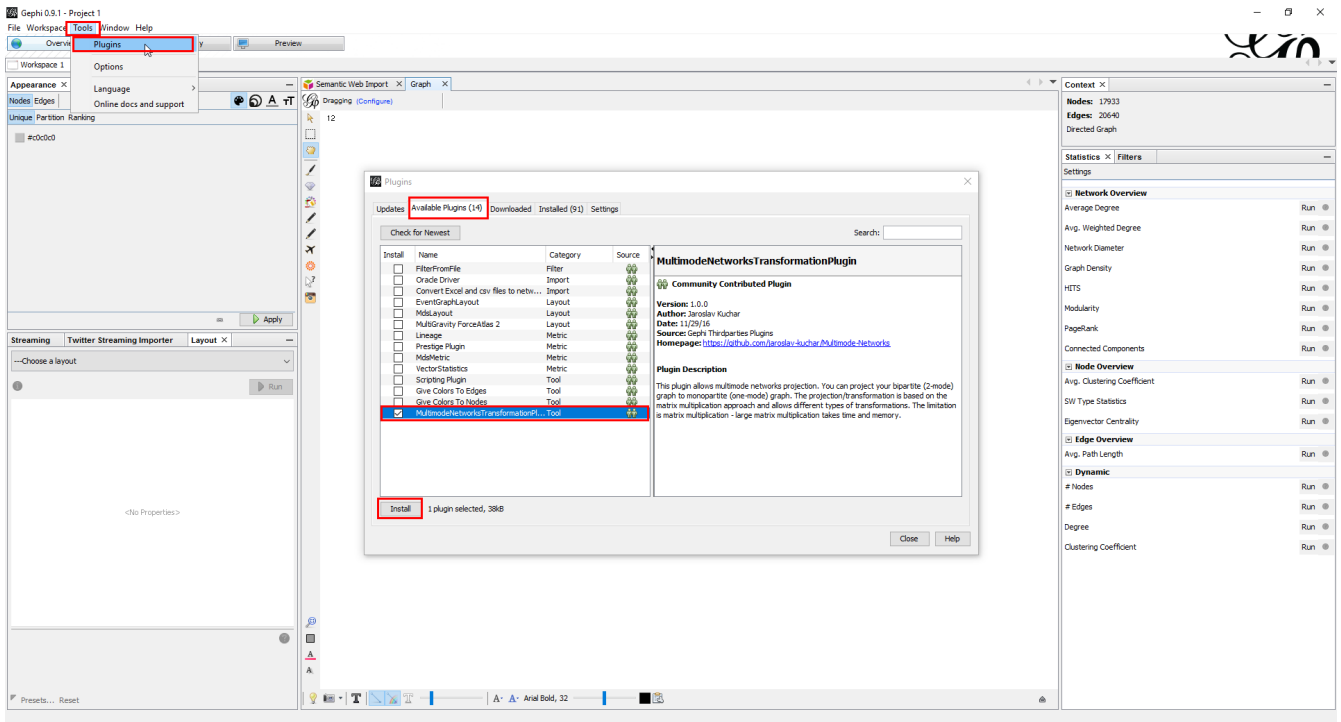 Gephi 0.9.1 - Project 1
File Workspace Tools Window Help
Plugins
Options
Language
Online docs and support
Preview
Workspace 1
Appearance
Nodes Edges
Unique Partition Ranking
#c0c0c0
Apply
Streaming Twitter Streaming Importer Layout
---Choose a layout
Run
<No Properties>
Presets... Reset
Semantic Web Import Graph
Dragging (Configure)
12
Plugins
Updates Available Plugins (14) Downloaded Installed (91) Settings
Check for Newest
Search:
Install Name Category Source
FilterFromFile Filter
Oracle Driver Import
Convert Excel and csv files to netw... Import
EventGraphLayout Layout
MdsLayout Layout
MultiGravity ForceAtlas 2 Layout
Lineage Metric
Prestige Plugin Metric
MdsMetric Metric
VectorStatistics Metric
Scripting Plugin Tool
Give Colors To Edges Tool
Give Colors To Nodes Tool
MultimodeNetworksTransformationPl... Tool
MultimodeNetworksTransformationPlugin
Community Contributed Plugin
Version: 1.0.0
Author: Jaroslav Kuchar
Date: 11/29/16
Source: Gephi Thirdparties Plugins
Homepage: https://github.com/jaroslav-kuchar/Multimode-Networks
Plugin Description
This plugin allows multimode networks projection. You can project your bipartite (2-mode)
graph to monopartite (one-mode) graph. The projection/transformation is based on the
matrix multiplication approach and allows different types of transformations. The limitation
is matrix multiplication - large matrix multiplication takes time and memory.
Install 1 plugin selected, 38kB
Close Help
Arial Bold, 32
Context
Nodes: 17933
Edges: 20640
Directed Graph
Statistics Filters
Settings
Network Overview
Average Degree Run
Avg. Weighted Degree Run
Network Diameter Run
Graph Density Run
HITS Run
Modularity Run
PageRank Run
Connected Components Run
Node Overview
Avg. Clustering Coefficient Run
SW Type Statistics Run
Eigenvector Centrality Run
Edge Overview
Avg. Path Length Run
Dynamic
# Nodes Run
# Edges Run
Degree Run
Clustering Coefficient Run